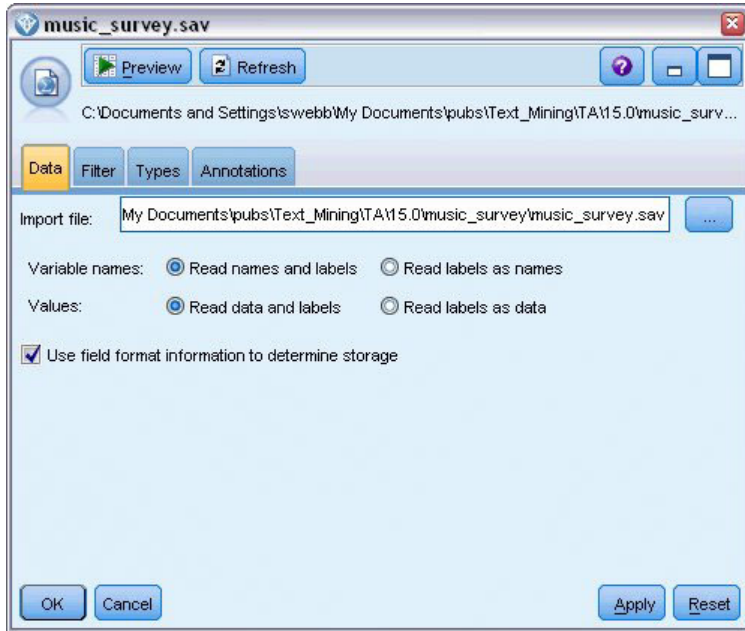 music_survey.sav
Preview Refresh ?
C:\Documents and Settings\swebb\My Documents\pubs\Text_Mining\TA\15.0\music_surv...
Data Filter Types Annotations
Import file: My Documents\pubs\Text_Mining\TA\15.0\music_survey\music_survey.sav ...
Variable names: Read names and labels Read labels as names
Values: Read data and labels Read labels as data
Use field format information to determine storage
OK Cancel Apply Reset